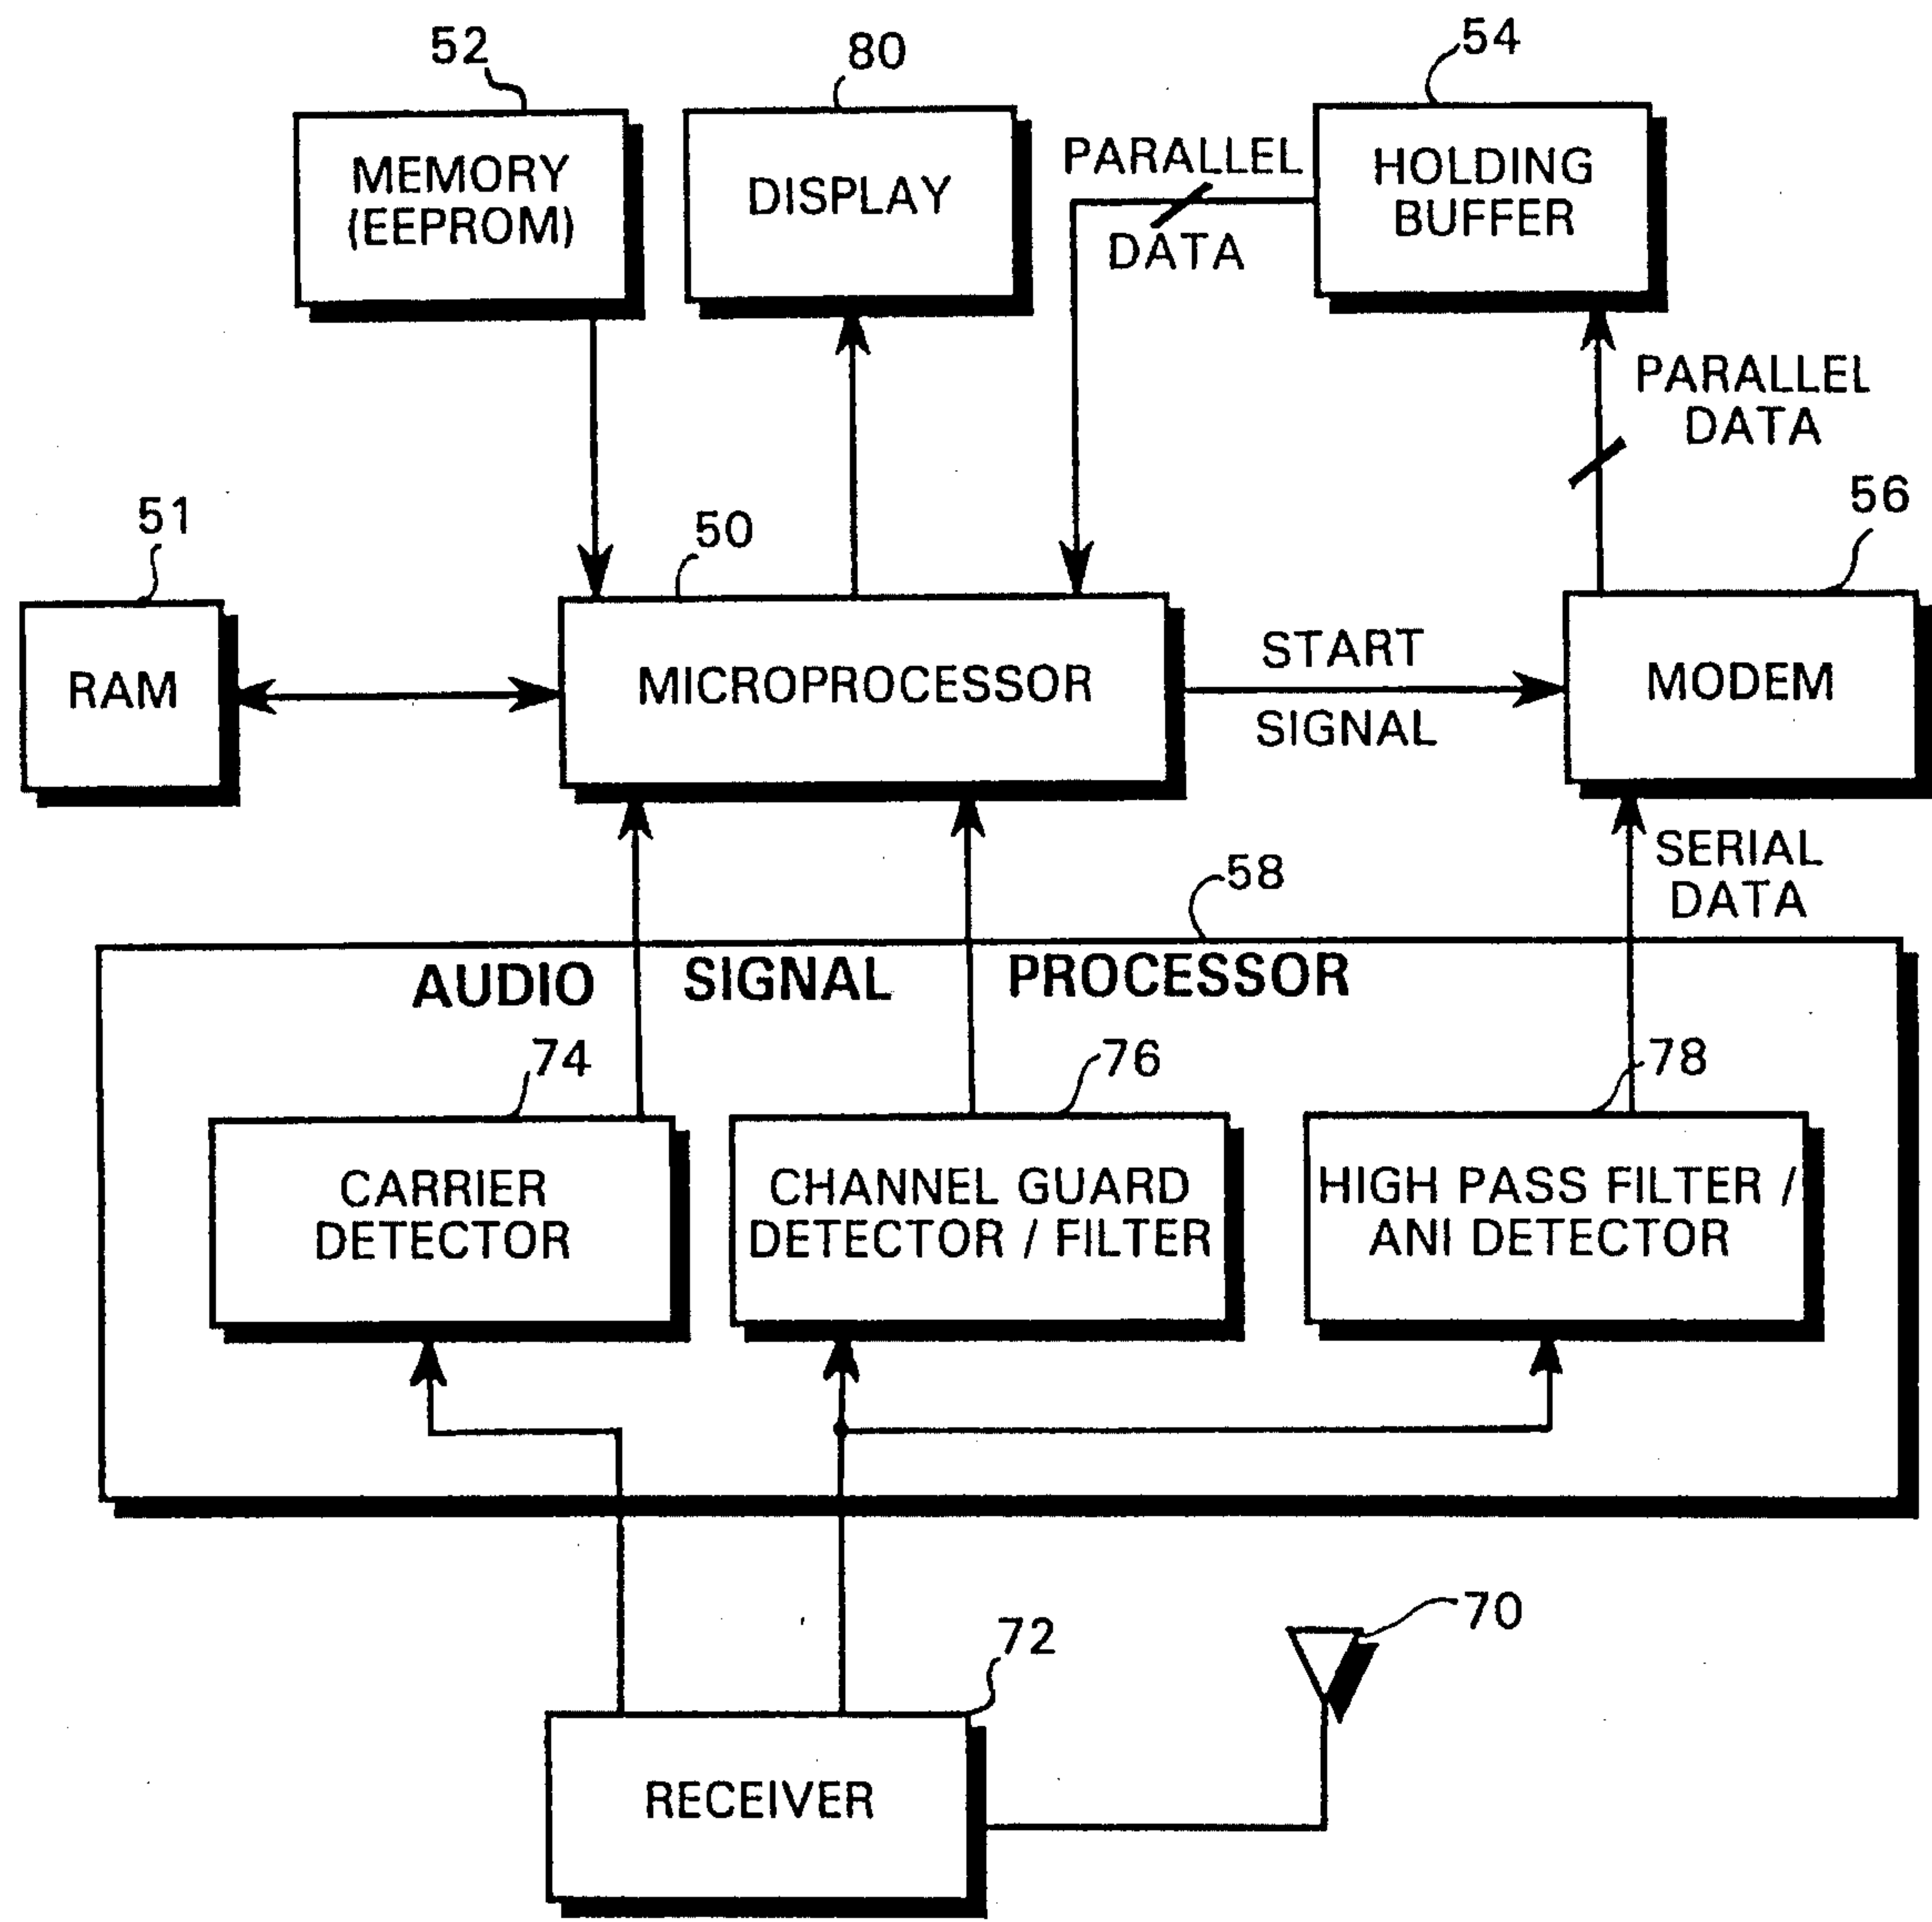 52
80
54
MEMORY
(EEPROM)
DISPLAY
PARALLEL
DATA
HOLDING
BUFFER
PARALLEL
DATA
51
50
56
RAM
MICROPROCESSOR
START
SIGNAL
MODEM
SERIAL
DATA
58
AUDIO SIGNAL PROCESSOR
74
76
78
CARRIER
DETECTOR
CHANNEL GUARD
DETECTOR / FILTER
HIGH PASS FILTER /
ANI DETECTOR
72
70
RECEIVER